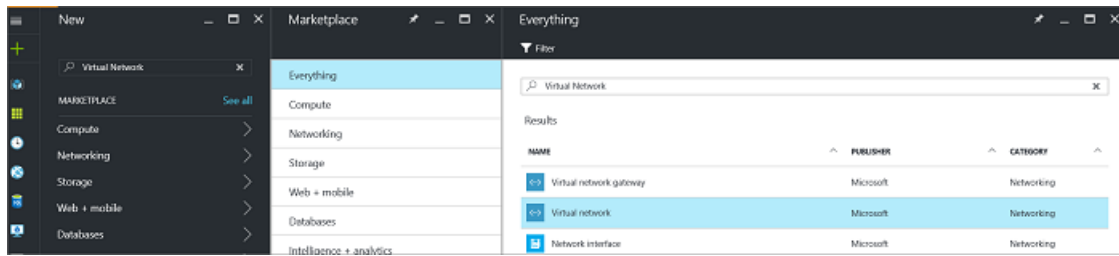 New
Virtual Network
MARKETPLACE See all
Compute
Networking
Storage
Web + mobile
Databases
Marketplace
Everything
Compute
Networking
Storage
Web + mobile
Databases
Intelligence + analytics
Everything
Filter
Virtual Network
Results
NAME PUBLISHER CATEGORY
Virtual network gateway Microsoft Networking
Virtual network Microsoft Networking
Network interface Microsoft Networking